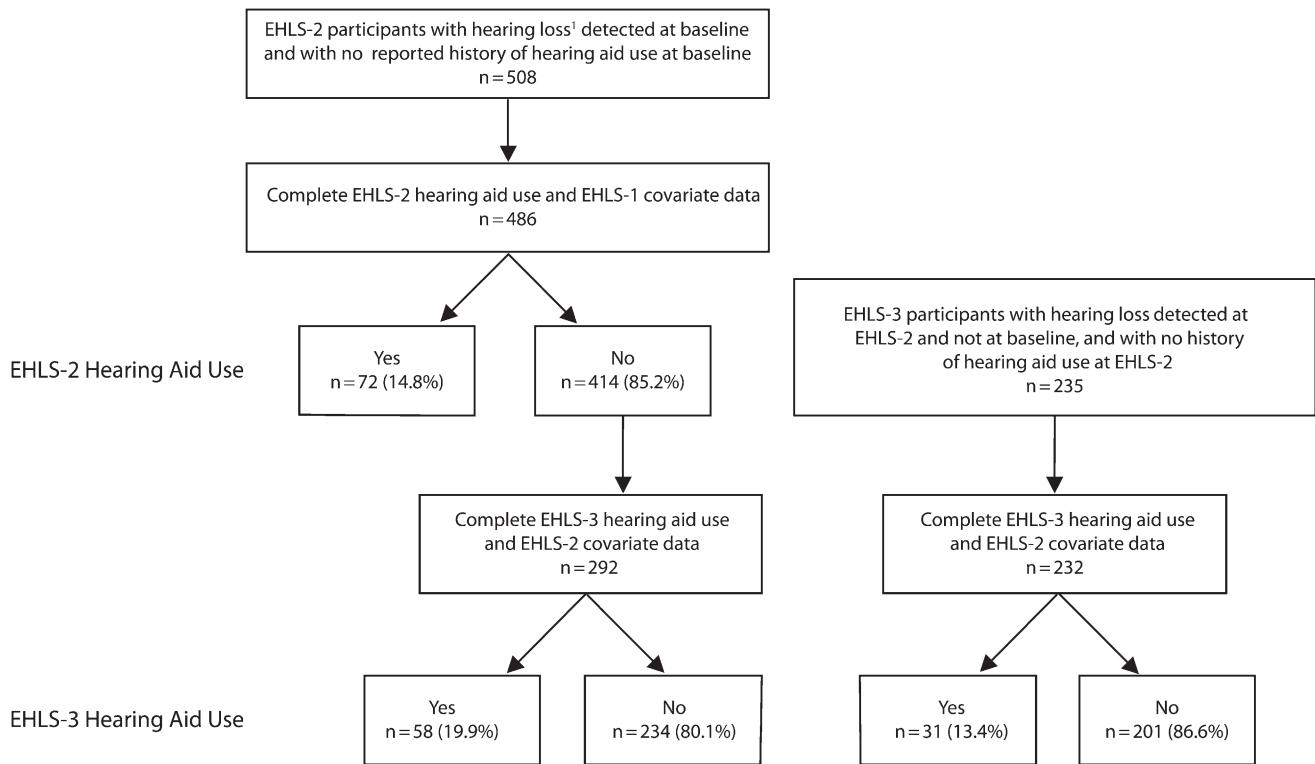 EHLS-2 participants with hearing loss¹ detected at baseline
and with no reported history of hearing aid use at baseline
n = 508
Complete EHLS-2 hearing aid use and EHLS-1 covariate data
n = 486
EHLS-2 Hearing Aid Use
Yes
n = 72 (14.8%)
No
n = 414 (85.2%)
EHLS-3 participants with hearing loss detected at
EHLS-2 and not at baseline, and with no history
of hearing aid use at EHLS-2
n = 235
Complete EHLS-3 hearing aid use
and EHLS-2 covariate data
n = 292
Complete EHLS-3 hearing aid use
and EHLS-2 covariate data
n = 232
EHLS-3 Hearing Aid Use
Yes
n = 58 (19.9%)
No
n = 234 (80.1%)
Yes
n = 31 (13.4%)
No
n = 201 (86.6%)